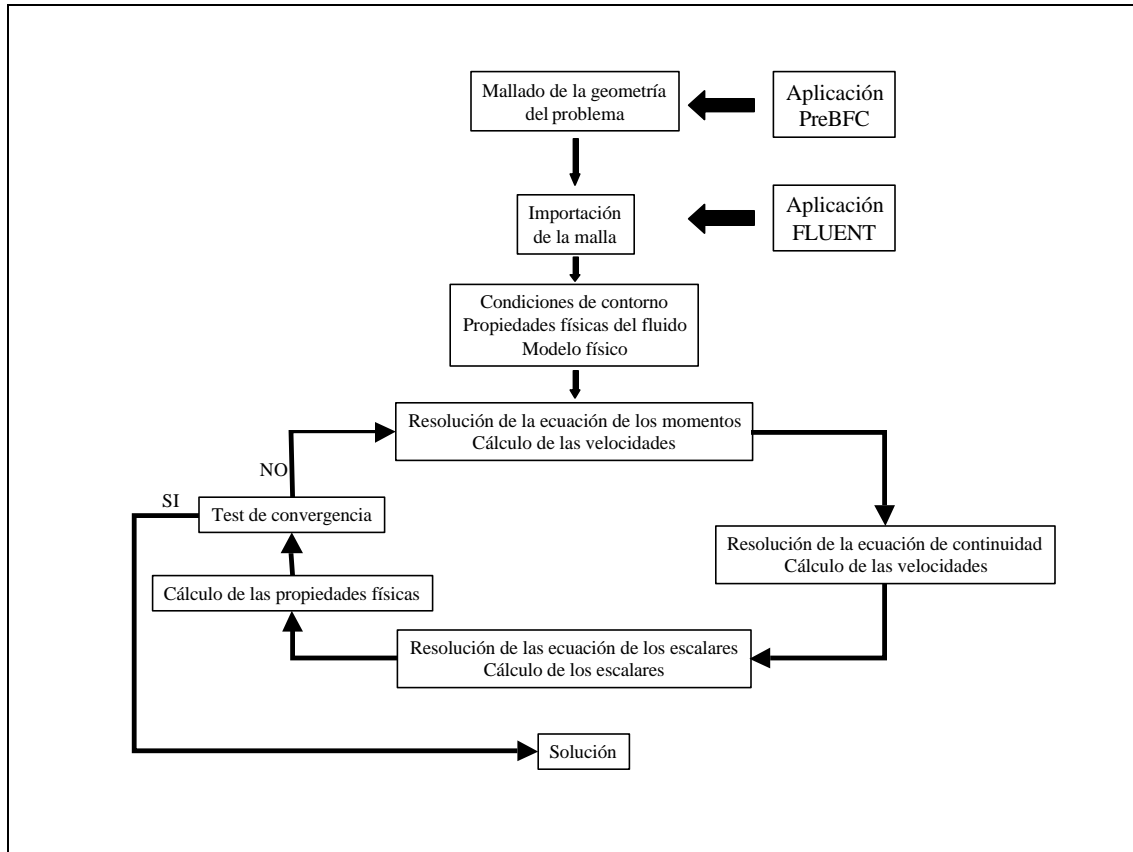 Mallado de la geometría
del problema
Aplicación
PreBFC
Importación
de la malla
Aplicación
FLUENT
Condiciones de contorno
Propiedades físicas del fluido
Modelo físico
Resolución de la ecuación de los momentos
Cálculo de las velocidades
NO
SI
Test de convergencia
Resolución de la ecuación de continuidad
Cálculo de las velocidades
Cálculo de las propiedades físicas
Resolución de las ecuación de los escalares
Cálculo de los escalares
Solución